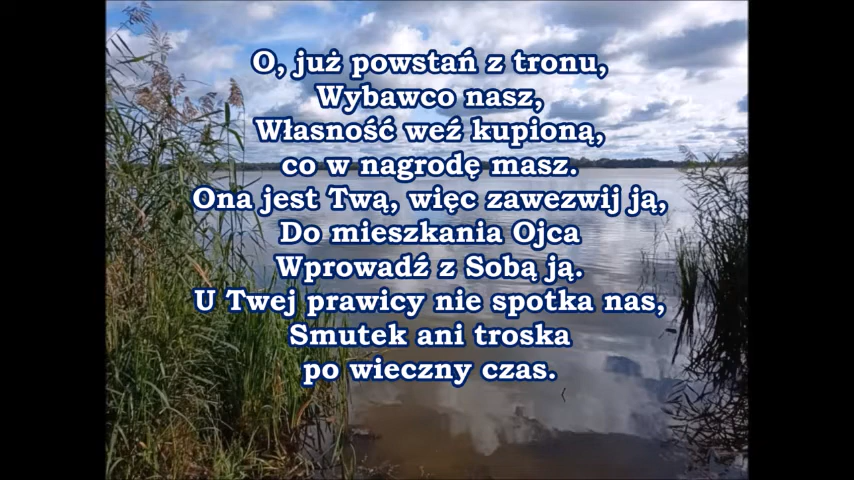 O, już powstań z tronu,
Wybawco nasz,
Własność weź kupioną,
co w nagrodę masz.
Ona jest Twą, więc zawezwij ją,
Do mieszkania Ojca
Wprowadź z Sobą ją.
U Twej prawicy nie spotka nas,
Smutek ani troska
po wieczny czas.